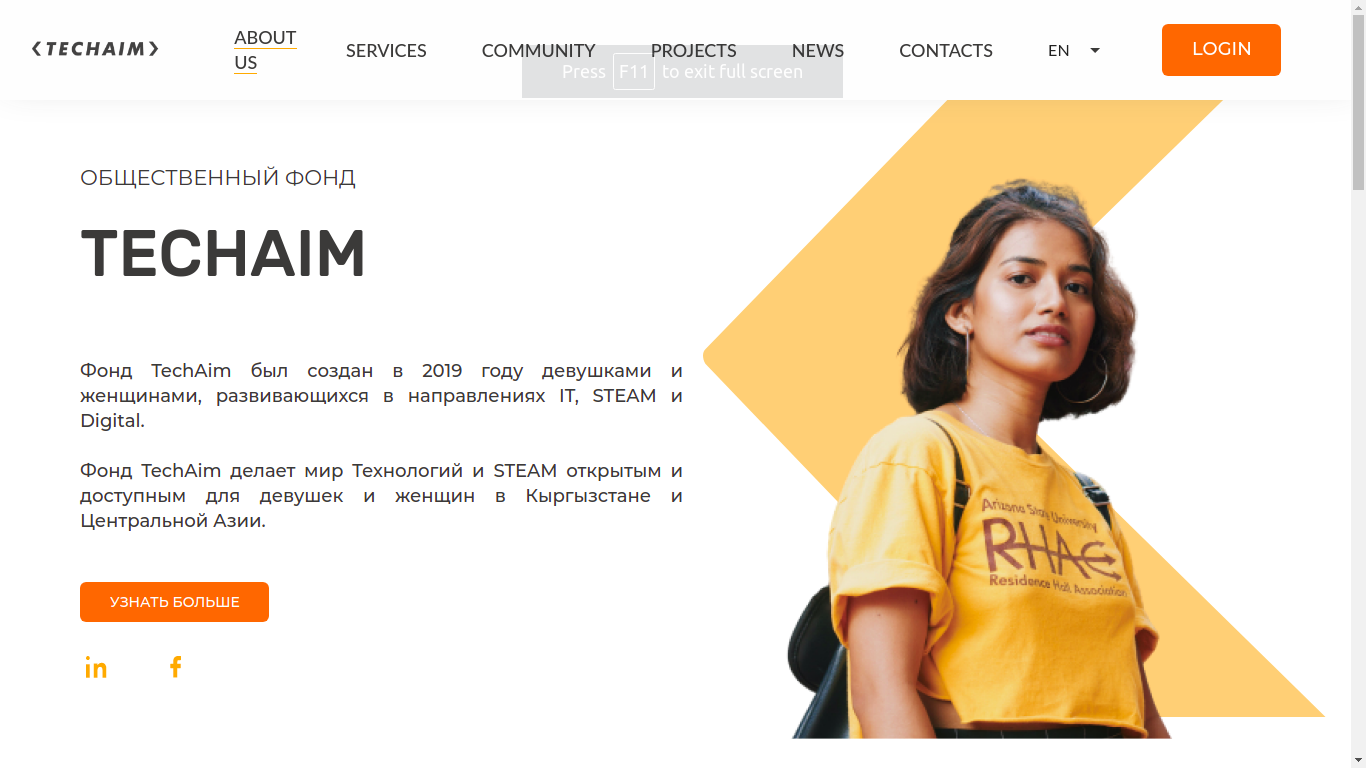 TECHAIM
ABOUT
US
SERVICES
COMMUNITY
PROJECTS
NEWS
CONTACTS
EN
LOGIN
Press F11 to exit full screen
ОБЩЕСТВЕННЫЙ ФОНД
TECHAIM
Фонд TechAim был создан в 2019 году девушками и
женщинами, развивающихся в направлениях IT, STEAM и
Digital.
Фонд TechAim делает мир Технологий и STEAM открытым и
доступным для девушек и женщин в Кыргызстане и
Центральной Азии.
УЗНАТЬ БОЛЬШЕ
in
f
Arizona State University
RHAC
Residence Hall Association